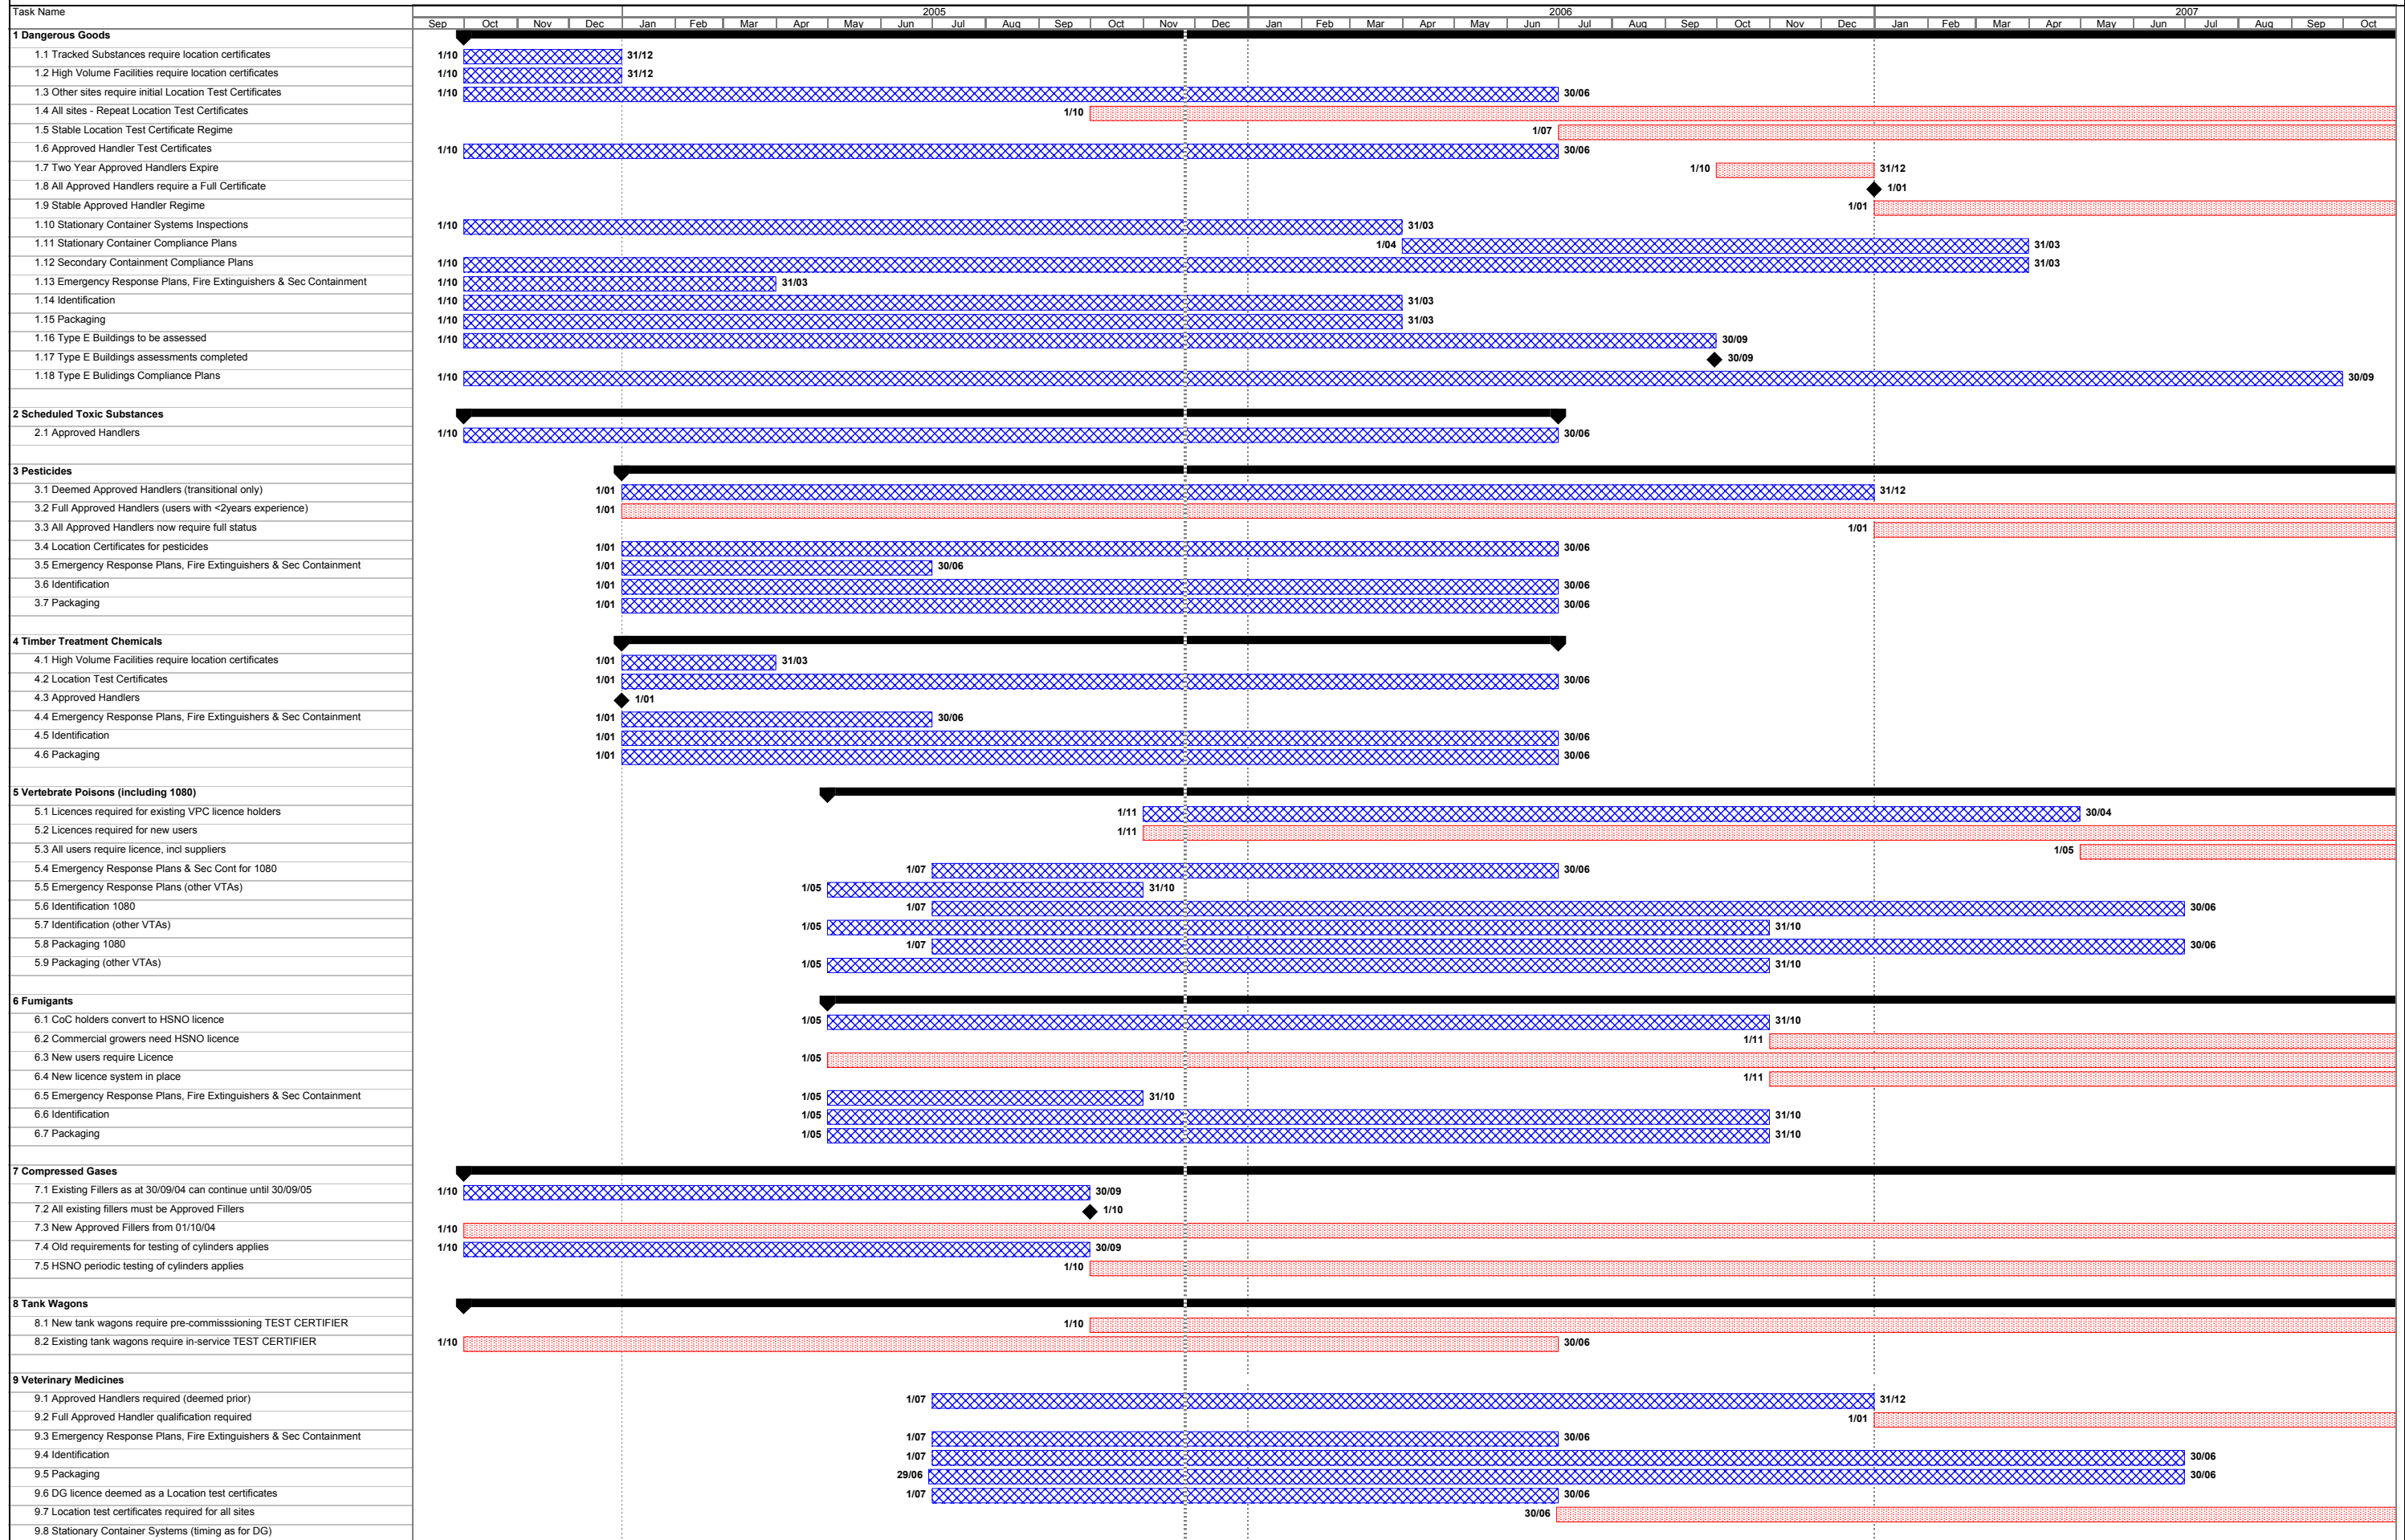 Task Name
2005 2006 2007
Sep Oct Nov Dec Jan Feb Mar Apr May Jun Jul Aug Sep Oct Nov Dec Jan Feb Mar Apr May Jun Jul Aug Sep Oct Nov Dec Jan Feb Mar Apr May Jun Jul Aug Sep Oct
1 Dangerous Goods
1.1 Tracked Substances require location certificates 1/10 31/12
1.2 High Volume Facilities require location certificates 1/10 31/12
1.3 Other sites require initial Location Test Certificates 1/10 30/06
1.4 All sites - Repeat Location Test Certificates 1/10
1.5 Stable Location Test Certificate Regime 1/07
1.6 Approved Handler Test Certificates 1/10 30/06
1.7 Two Year Approved Handlers Expire 1/10 31/12
1.8 All Approved Handlers require a Full Certificate 1/01
1.9 Stable Approved Handler Regime 1/01
1.10 Stationary Container Systems Inspections 1/10 31/03
1.11 Stationary Container Compliance Plans 1/04 31/03
1.12 Secondary Containment Compliance Plans 1/10 31/03
1.13 Emergency Response Plans, Fire Extinguishers & Sec Containment 1/10 31/03
1.14 Identification 1/10 31/03
1.15 Packaging 1/10 31/03
1.16 Type E Buildings to be assessed 1/10 30/09
1.17 Type E Buildings assessments completed 30/09
1.18 Type E Bulidings Compliance Plans 1/10 30/09
2 Scheduled Toxic Substances
2.1 Approved Handlers 1/10 30/06
3 Pesticides
3.1 Deemed Approved Handlers (transitional only) 1/01 31/12
3.2 Full Approved Handlers (users with <2years experience) 1/01
3.3 All Approved Handlers now require full status 1/01
3.4 Location Certificates for pesticides 1/01 30/06
3.5 Emergency Response Plans, Fire Extinguishers & Sec Containment 1/01 30/06
3.6 Identification 1/01 30/06
3.7 Packaging 1/01 30/06
4 Timber Treatment Chemicals
4.1 High Volume Facilities require location certificates 1/01 31/03
4.2 Location Test Certificates 1/01 30/06
4.3 Approved Handlers 1/01
4.4 Emergency Response Plans, Fire Extinguishers & Sec Containment 1/01 30/06
4.5 Identification 1/01 30/06
4.6 Packaging 1/01 30/06
5 Vertebrate Poisons (including 1080)
5.1 Licences required for existing VPC licence holders 1/11 30/04
5.2 Licences required for new users 1/11
5.3 All users require licence, incl suppliers 1/05
5.4 Emergency Response Plans & Sec Cont for 1080 1/07 30/06
5.5 Emergency Response Plans (other VTAs) 1/05 31/10
5.6 Identification 1080 1/07 30/06
5.7 Identification (other VTAs) 1/05 31/10
5.8 Packaging 1080 1/07 30/06
5.9 Packaging (other VTAs) 1/05 31/10
6 Fumigants
6.1 CoC holders convert to HSNO licence 1/05 31/10
6.2 Commercial growers need HSNO licence 1/11
6.3 New users require Licence 1/05
6.4 New licence system in place 1/11
6.5 Emergency Response Plans, Fire Extinguishers & Sec Containment 1/05 31/10
6.6 Identification 1/05 31/10
6.7 Packaging 1/05 31/10
7 Compressed Gases
7.1 Existing Fillers as at 30/09/04 can continue until 30/09/05 1/10 30/09
7.2 All existing fillers must be Approved Fillers 1/10
7.3 New Approved Fillers from 01/10/04 1/10
7.4 Old requirements for testing of cylinders applies 1/10 30/09
7.5 HSNO periodic testing of cylinders applies 1/10
8 Tank Wagons
8.1 New tank wagons require pre-commisssioning TEST CERTIFIER 1/10
8.2 Existing tank wagons require in-service TEST CERTIFIER 1/10 30/06
9 Veterinary Medicines
9.1 Approved Handlers required (deemed prior) 1/07 31/12
9.2 Full Approved Handler qualification required 1/01
9.3 Emergency Response Plans, Fire Extinguishers & Sec Containment 1/07 30/06
9.4 Identification 1/07 30/06
9.5 Packaging 29/06 30/06
9.6 DG licence deemed as a Location test certificates 1/07 30/06
9.7 Location test certificates required for all sites 30/06
9.8 Stationary Container Systems (timing as for DG)